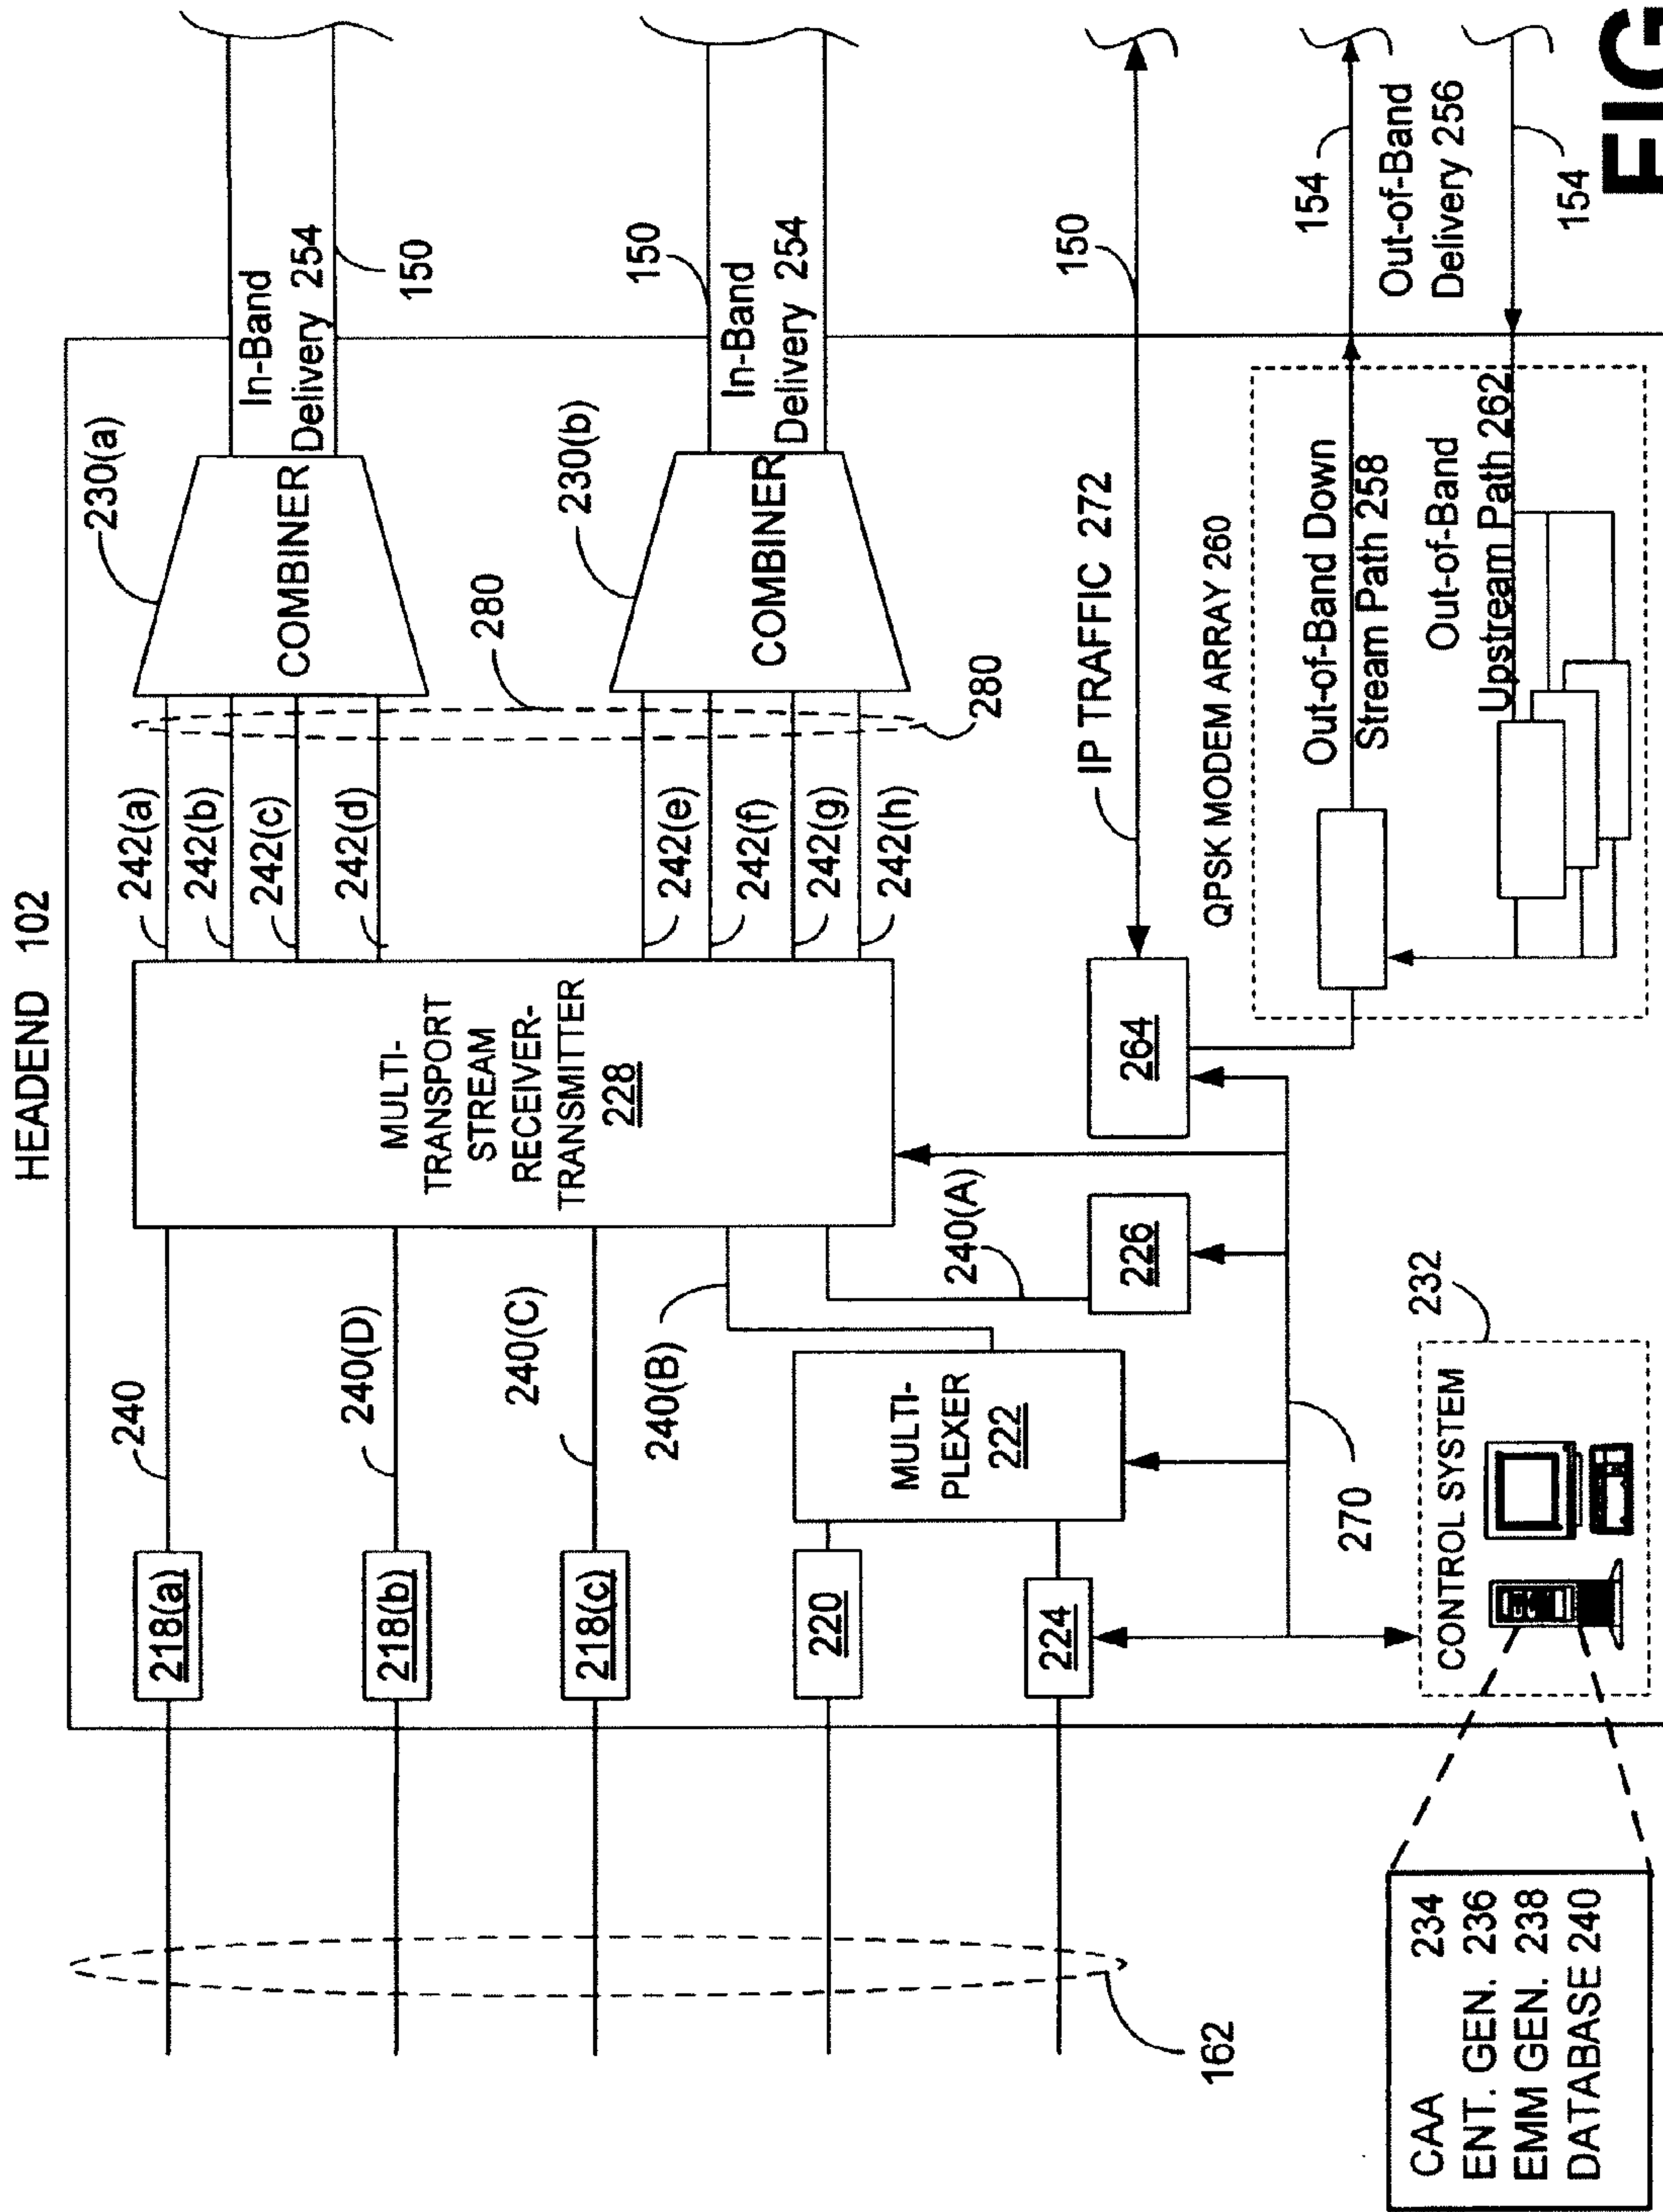 HEADEND 102
230(a)
COMBINER
In-Band
Delivery 254
150
280
230(b)
COMBINER
150
In-Band
Delivery 254
280
242(a)
242(b)
242(c)
242(d)
242(e)
242(f)
242(g)
242(h)
MULTI-
TRANSPORT
STREAM
RECEIVER-
TRANSMITTER
228
240
240(D)
240(C)
240(B)
240(A)
218(a)
218(b)
218(c)
220
224
MULTI-
PLEXER
222
226
264
IP TRAFFIC 272
150
QPSK MODEM ARRAY 260
Out-of-Band Down
Stream Path 258
Out-of-Band
Upstream Path 262
154
Out-of-Band
Delivery 256
154
270
232
CONTROL SYSTEM
162
CAA 234
ENT. GEN. 236
EMM GEN. 238
DATABASE 240
FIG